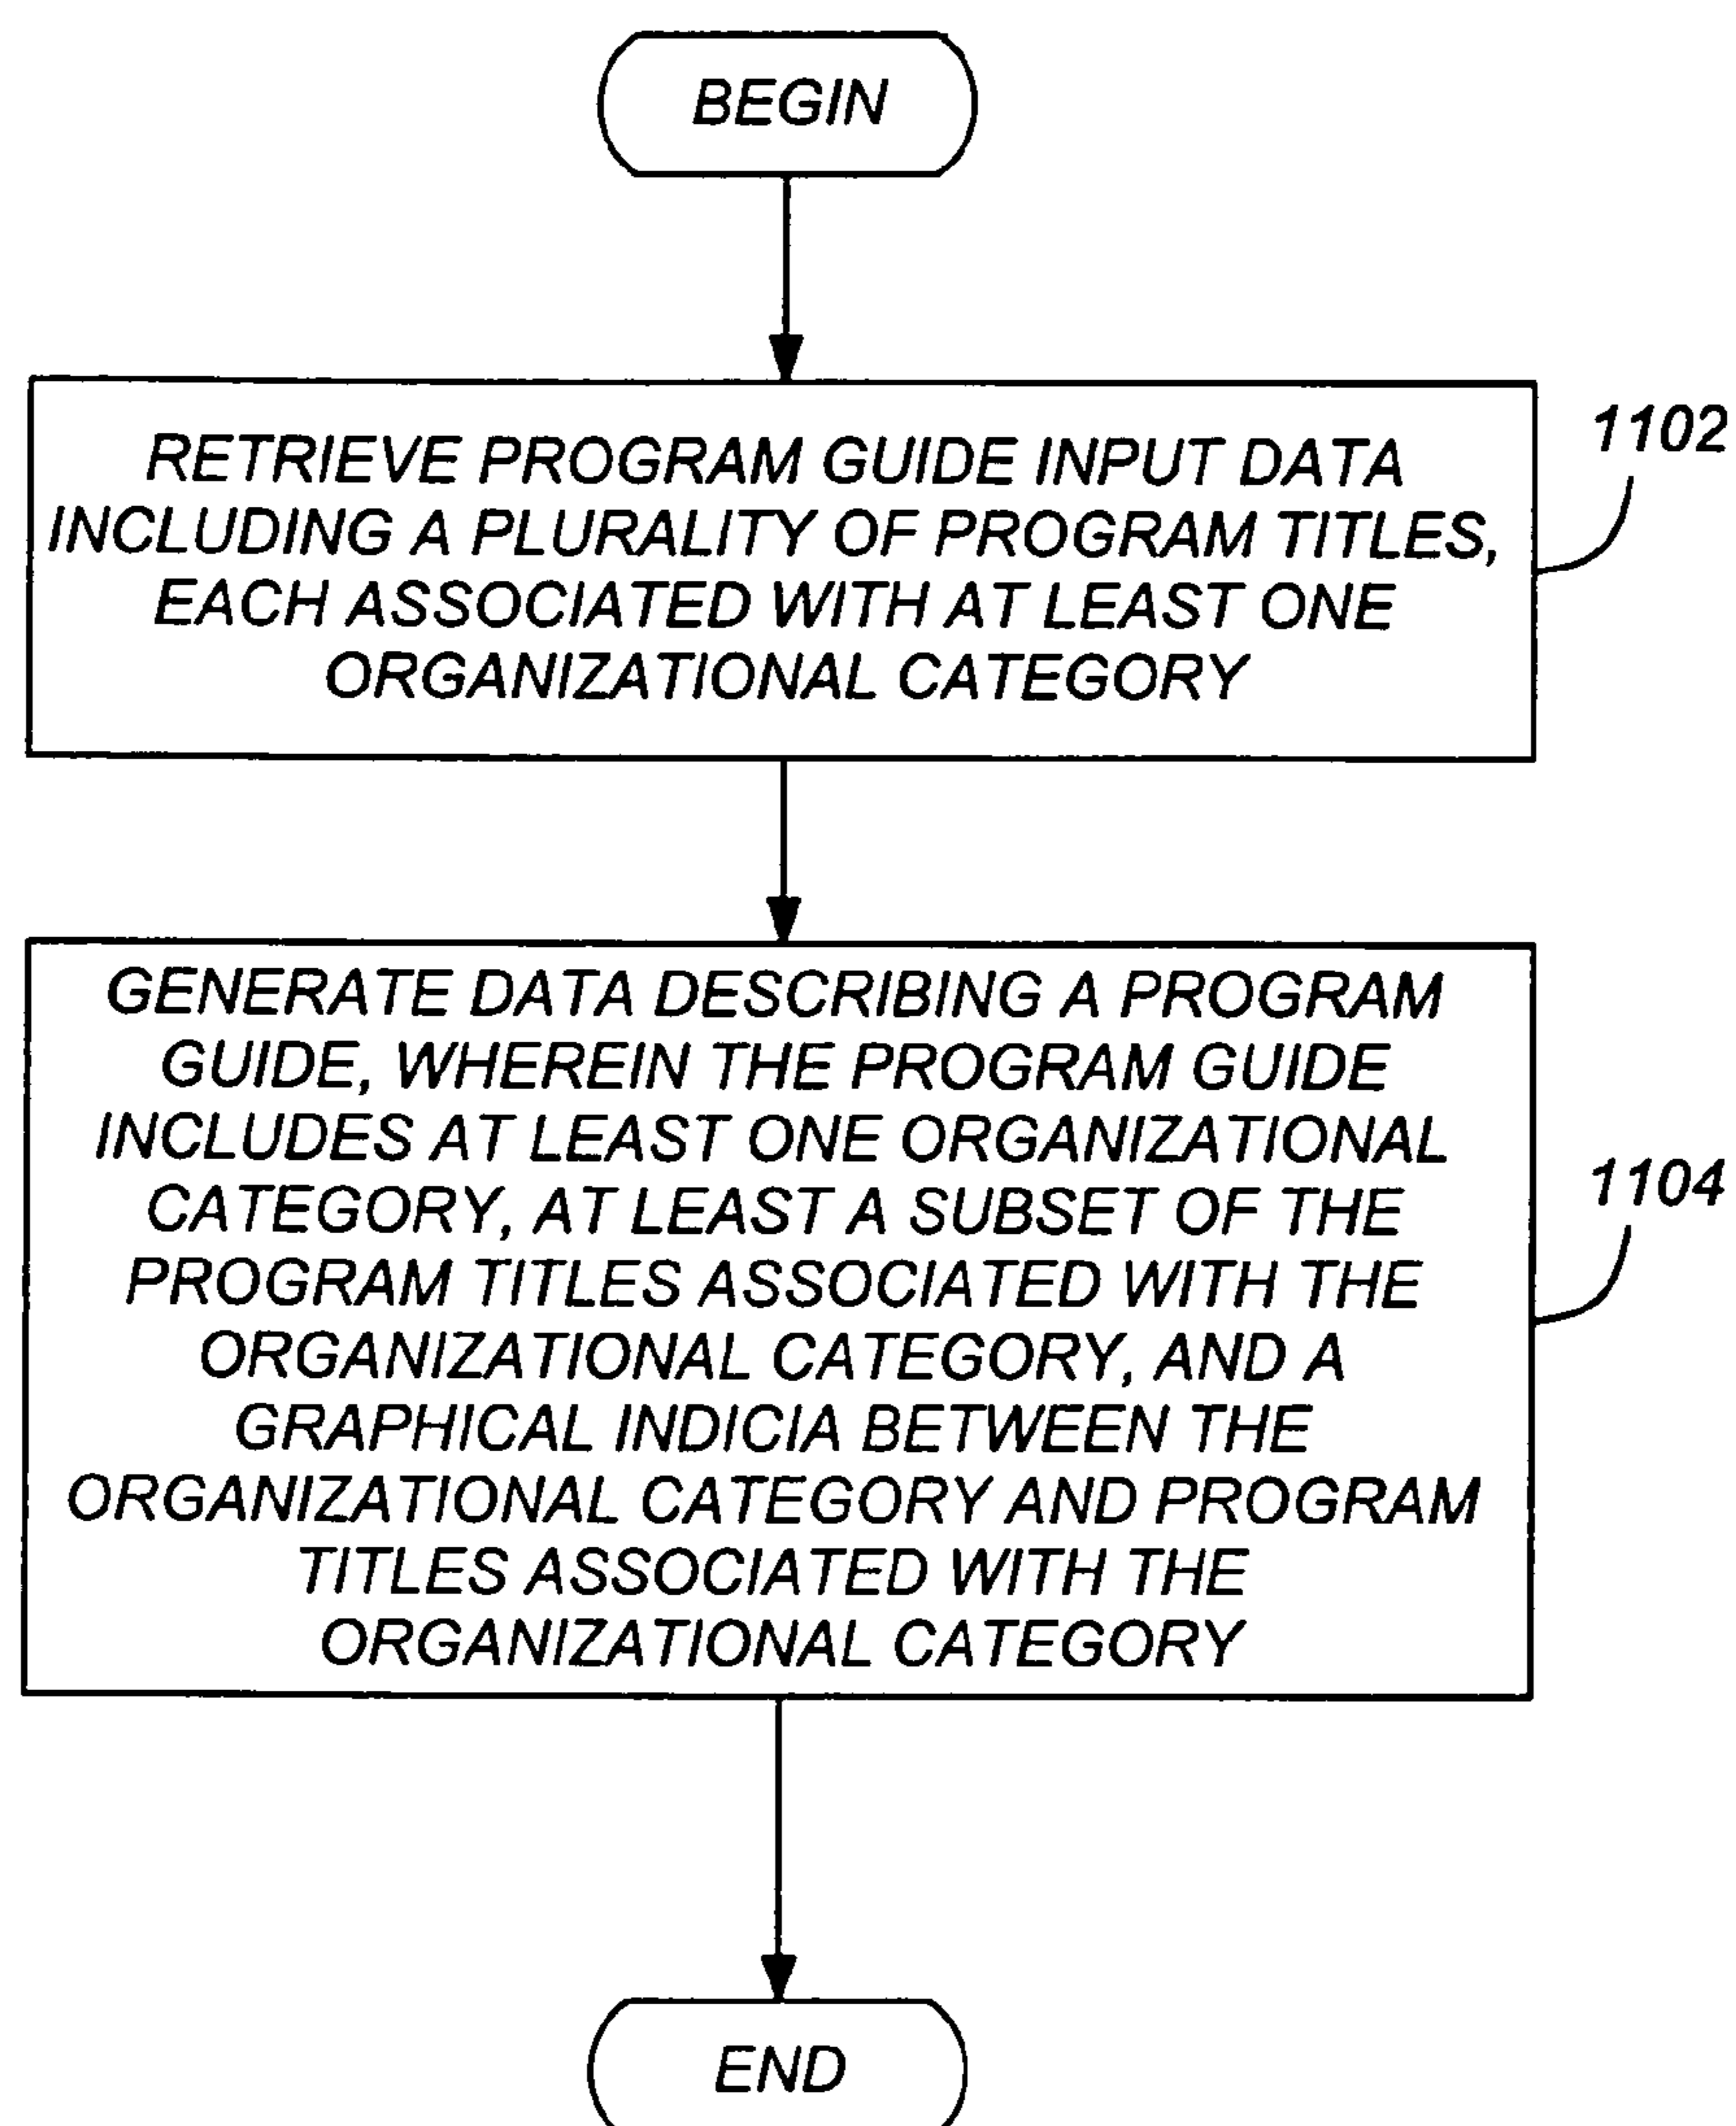 BEGIN
RETRIEVE PROGRAM GUIDE INPUT DATA
INCLUDING A PLURALITY OF PROGRAM TITLES,
EACH ASSOCIATED WITH AT LEAST ONE
ORGANIZATIONAL CATEGORY
1102
GENERATE DATA DESCRIBING A PROGRAM
GUIDE, WHEREIN THE PROGRAM GUIDE
INCLUDES AT LEAST ONE ORGANIZATIONAL
CATEGORY, AT LEAST A SUBSET OF THE
PROGRAM TITLES ASSOCIATED WITH THE
ORGANIZATIONAL CATEGORY, AND A
GRAPHICAL INDICIA BETWEEN THE
ORGANIZATIONAL CATEGORY AND PROGRAM
TITLES ASSOCIATED WITH THE
ORGANIZATIONAL CATEGORY
1104
END